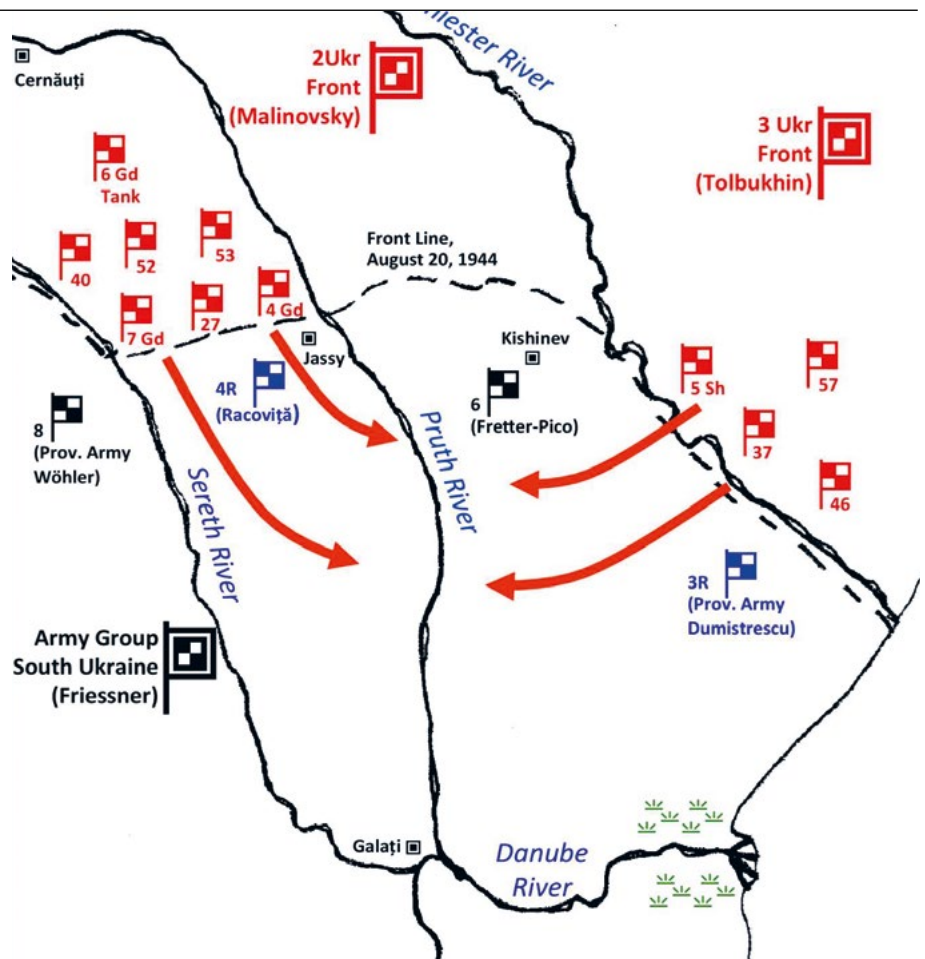 Cernăuți
2Ukr
Front
(Malinovsky)
River
3 Ukr
Front
(Tolbukhin)
6 Gd
Tank
40
52
53
7 Gd
27
4 Gd
Front Line,
August 20, 1944
Jassy
Kishinev
4R
(Racoviță)
8
(Prov. Army
Wöhler)
6
(Fretter-Pico)
5 Sh
57
37
46
Pruth River
Sereth River
3R
(Prov. Army
Dumistrescu)
Army Group
South Ukraine
(Friessner)
Galați
Danube
River